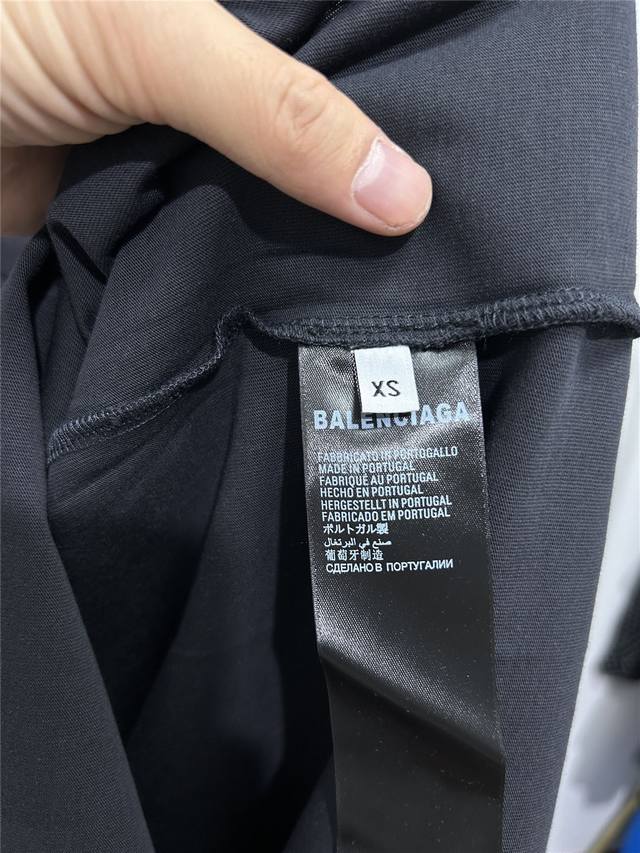 XS
BALENCIAGA
FABBRICATO IN PORTOGALLO
MADE IN PORTUGAL
FABRIQUÉ AU PORTUGAL
HECHO EN PORTUGAL
HERGESTELLT IN PORTUGAL
FABRICADO EM PORTUGAL
ポルトガル製
صنع في البرتغال
葡萄牙制造
СДЕЛАНО В ПОРТУГАЛИИ